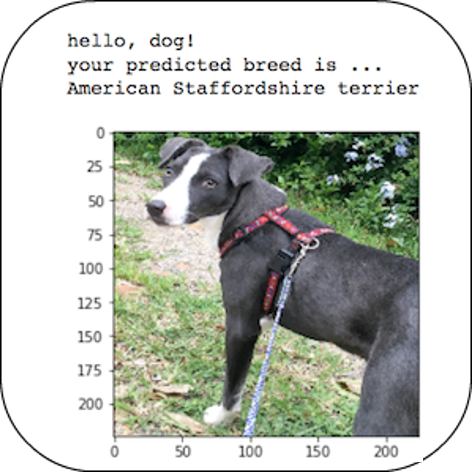 hello, dog!
your predicted breed is ...
American Staffordshire terrier
0
25
50
75
100
125
150
175
200
0 50 100 150 200